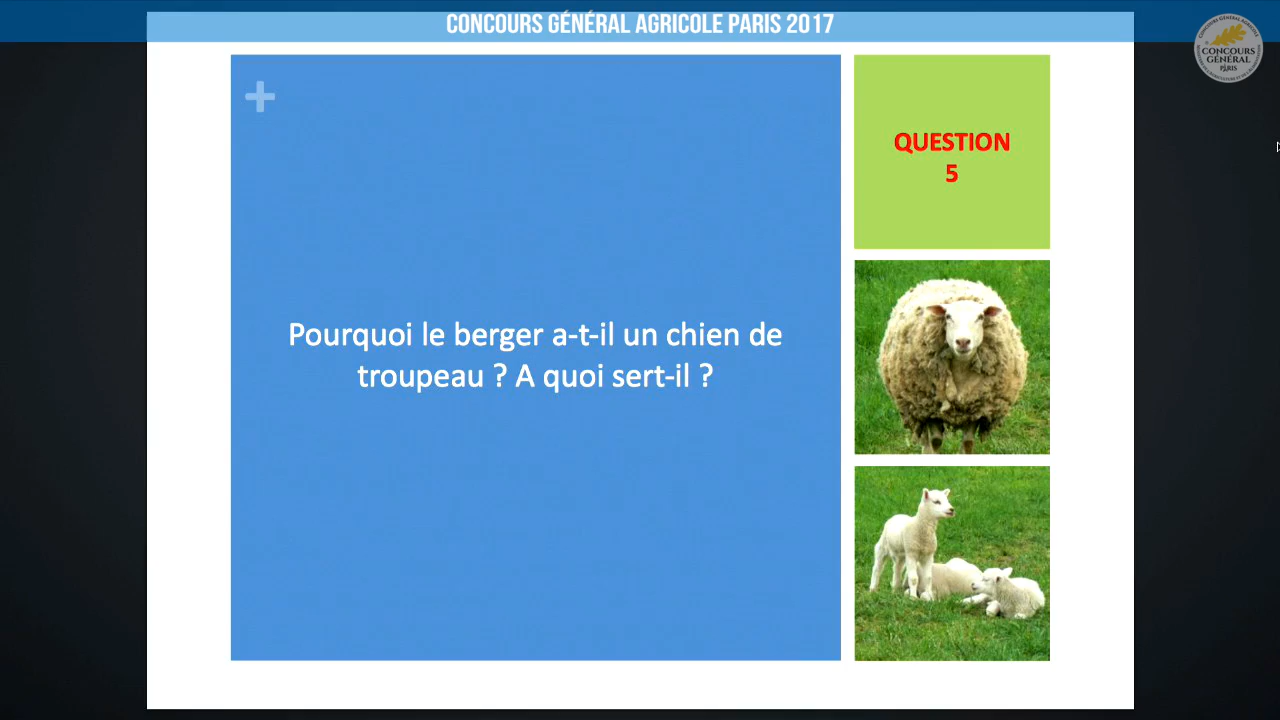 CONCOURS GÉNÉRAL AGRICOLE PARIS 2017
CONCOURS
GÉNÉRAL
PARIS
+
QUESTION
5
Pourquoi le berger a-t-il un chien de
troupeau ? A quoi sert-il ?